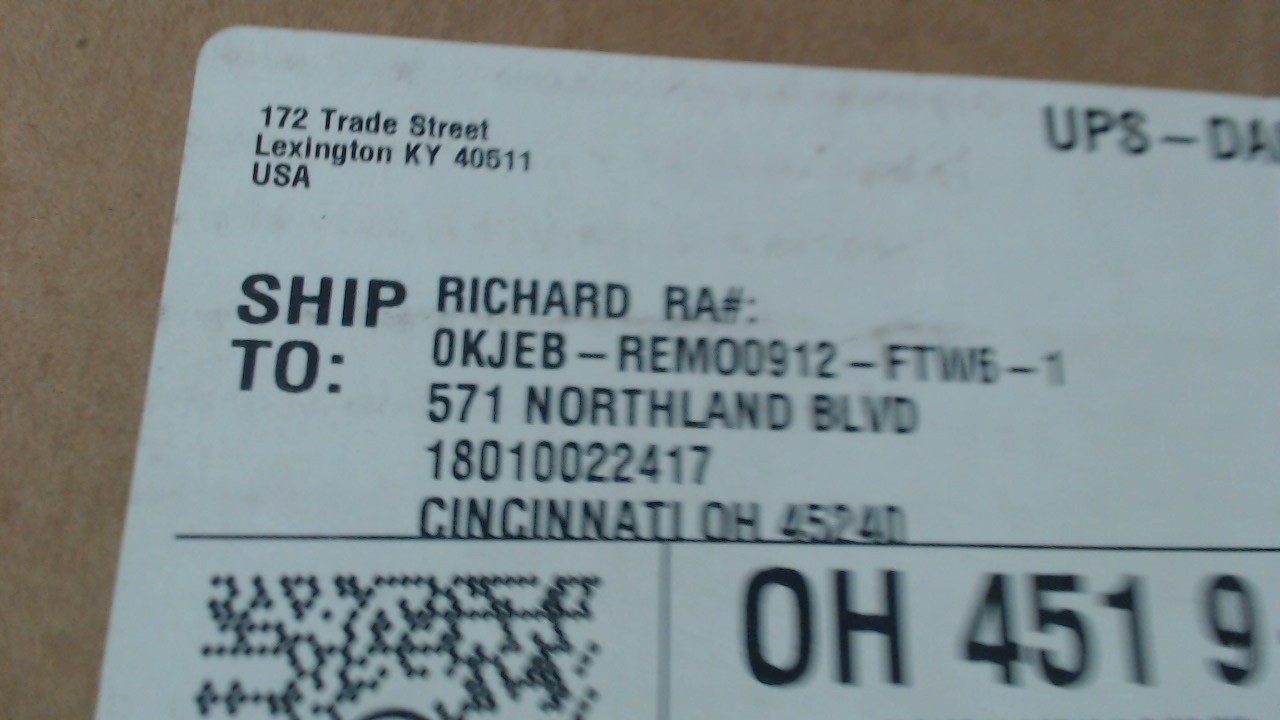 172 Trade Street
Lexington KY 40511
USA
UPS-
SHIP TO:
RICHARD RA#:
0KJEB-REMO0912-FTW6-1
571 NORTHLAND BLVD
18010022417
CINCINNATI OH 45240
OH 451 9